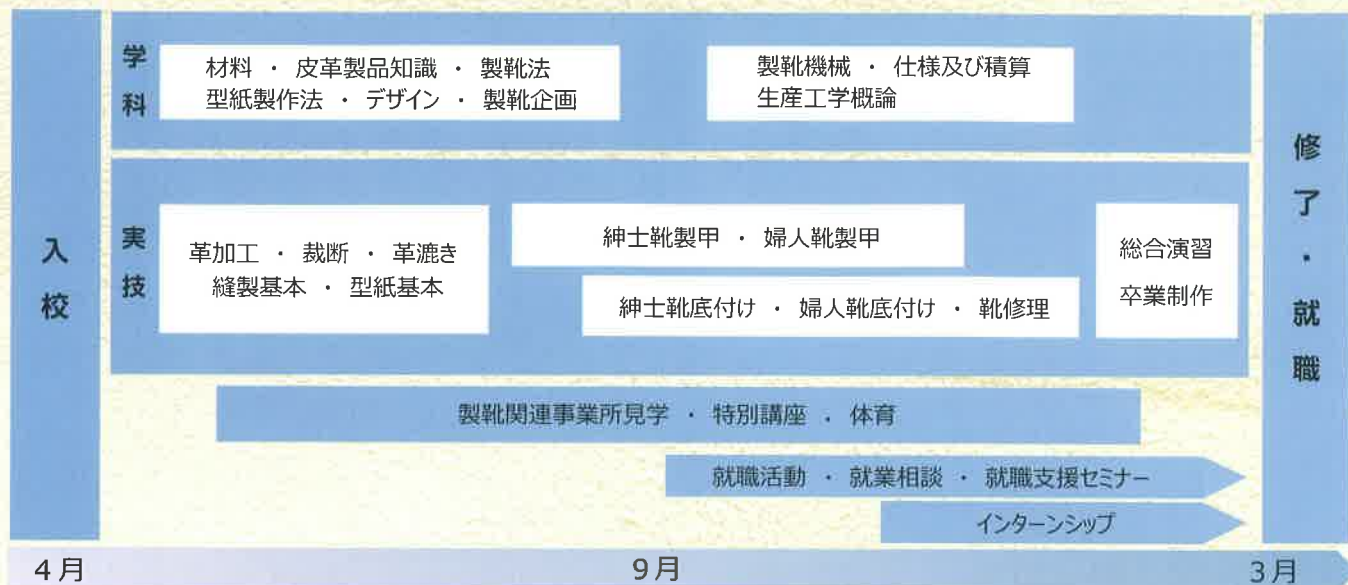 入校
学科
材料 ・ 皮革製品知識 ・ 製靴法
型紙製作法 ・ デザイン ・ 製靴企画
製靴機械 ・ 仕様及び積算
生産工学概論
実技
革加工 ・ 裁断 ・ 革漉き
縫製基本 ・ 型紙基本
紳士靴製甲 ・ 婦人靴製甲
紳士靴底付け ・ 婦人靴底付け ・ 靴修理
総合演習
卒業制作
製靴関連事業所見学 ・ 特別講座 ． 体育
就職活動 ・ 就業相談 ・ 就職支援セミナー
インターンシップ
修了・就職
4月
9月
3月